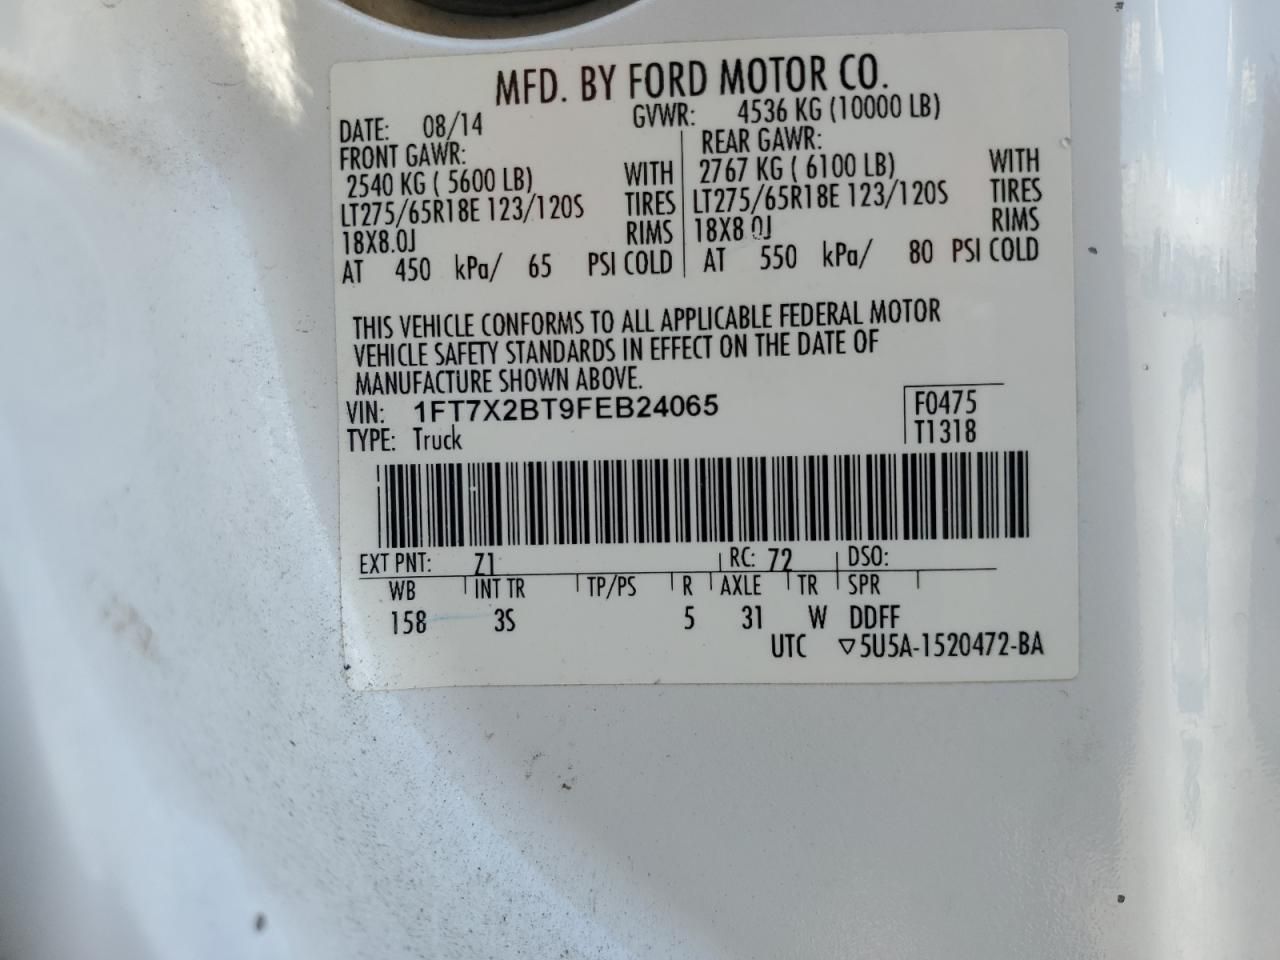 MFD. BY FORD MOTOR CO.
DATE: 08/14 GVWR: 4536 KG (10000 LB)
FRONT GAWR: REAR GAWR:
2540 KG ( 5600 LB) WITH 2767 KG ( 6100 LB) WITH
LT275/65R18E 123/120S TIRES LT275/65R18E 123/120S TIRES
18X8.0J RIMS 18X8.0J RIMS
AT 450 kPa/ 65 PSI COLD AT 550 kPa/ 80 PSI COLD
THIS VEHICLE CONFORMS TO ALL APPLICABLE FEDERAL MOTOR
VEHICLE SAFETY STANDARDS IN EFFECT ON THE DATE OF
MANUFACTURE SHOWN ABOVE.
VIN: 1FT7X2BT9FEB24065 F0475
TYPE: Truck T1318
EXT PNT: Z1 RC: 72 DSO:
WB INT TR TP/PS R AXLE TR SPR
158 3S 5 31 W DDFF
UTC ▽5U5A-1520472-BA